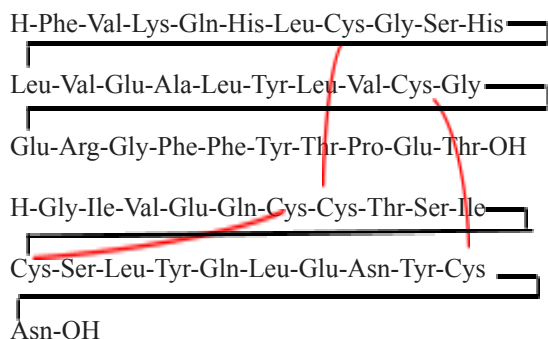 H-Phe-Val-Lys-Gln-His-Leu-Cys-Gly-Ser-His
Leu-Val-Glu-Ala-Leu-Tyr-Leu-Val-Cys-Gly
Glu-Arg-Gly-Phe-Phe-Tyr-Thr-Pro-Glu-Thr-OH
H-Gly-Ile-Val-Glu-Gln-Cys-Cys-Thr-Ser-Ile
Cys-Ser-Leu-Tyr-Gln-Leu-Glu-Asn-Tyr-Cys
Asn-OH